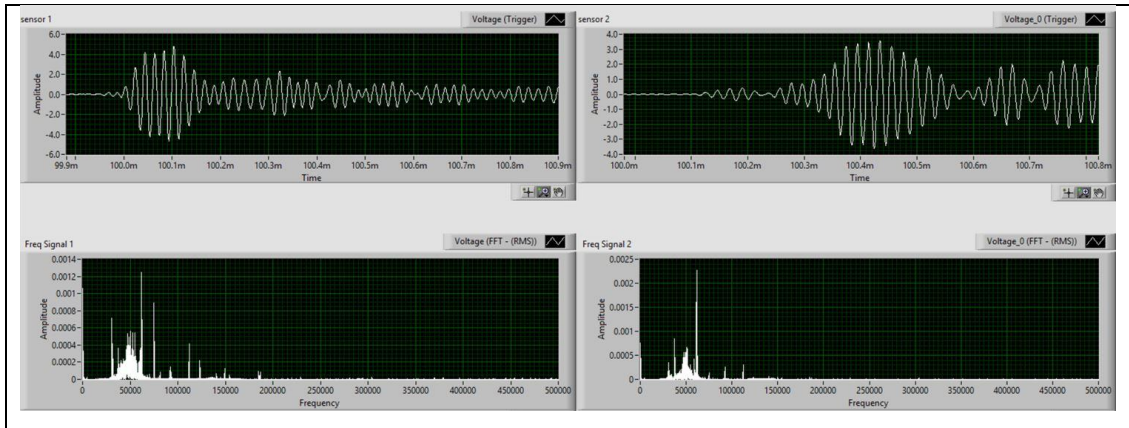 sensor 1
Voltage (Trigger)
6.0
4.0
2.0
0.0
-2.0
-4.0
-6.0
Amplitude
99.9m 100.0m 100.1m 100.2m 100.3m 100.4m 100.5m 100.6m 100.7m 100.8m 100.9m
Time
sensor 2
Voltage_0 (Trigger)
4.0
3.0
2.0
1.0
0.0
-1.0
-2.0
-3.0
-4.0
Amplitude
100.0m 100.1m 100.2m 100.3m 100.4m 100.5m 100.6m 100.7m 100.8m
Time
Freq Signal 1
Voltage (FFT - (RMS))
0.0014
0.0012
0.001
0.0008
0.0006
0.0004
0.0002
0
Amplitude
0 50000 100000 150000 200000 250000 300000 350000 400000 450000 500000
Frequency
Freq Signal 2
Voltage_0 (FFT - (RMS))
0.0025
0.002
0.0015
0.001
0.0005
0
Amplitude
0 50000 100000 150000 200000 250000 300000 350000 400000 450000 500000
Frequency